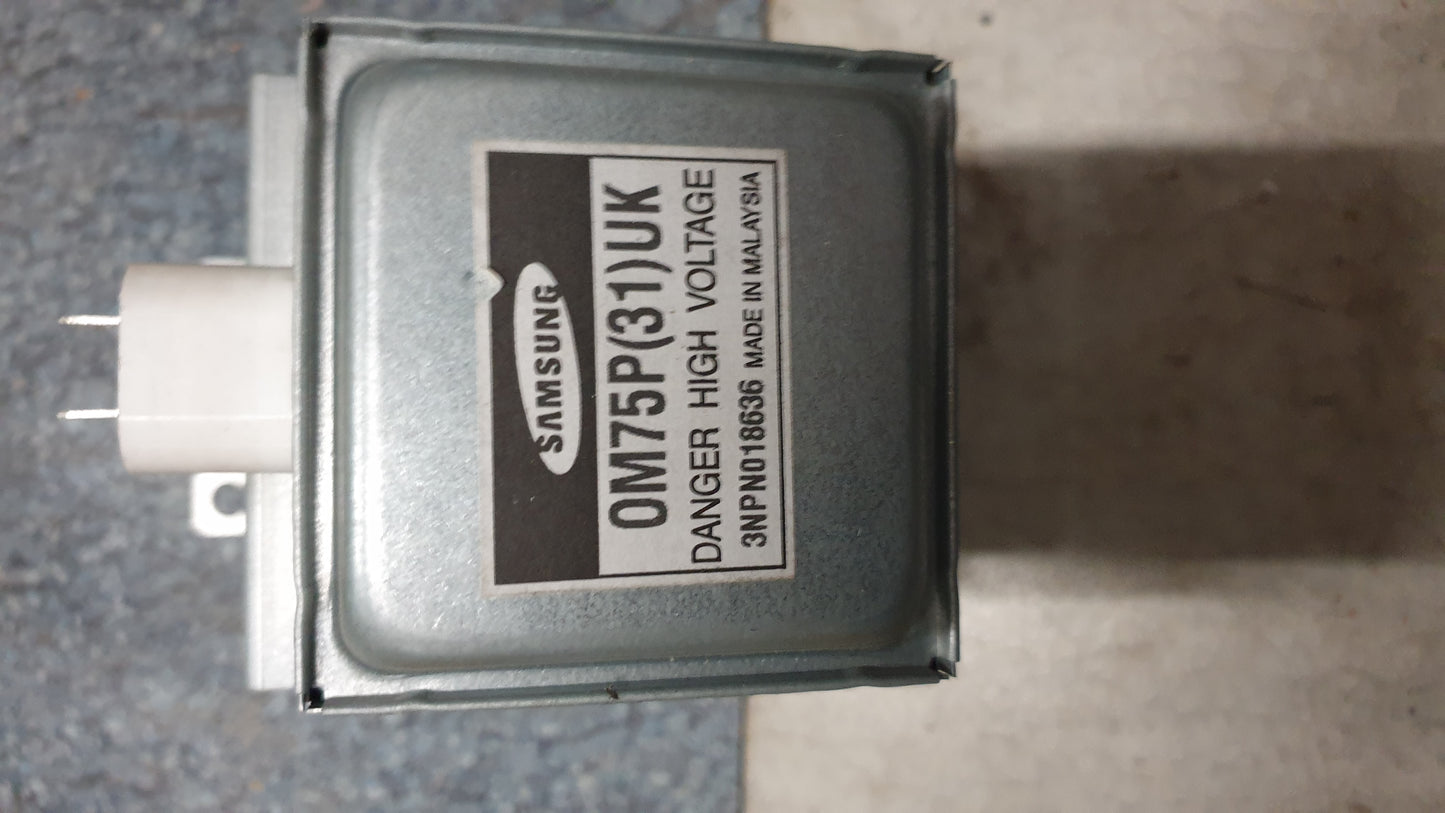 SAMSUNG
OM75P(31)UK
DANGER HIGH VOLTAGE
3NPN018636 MADE IN MALAYSIA